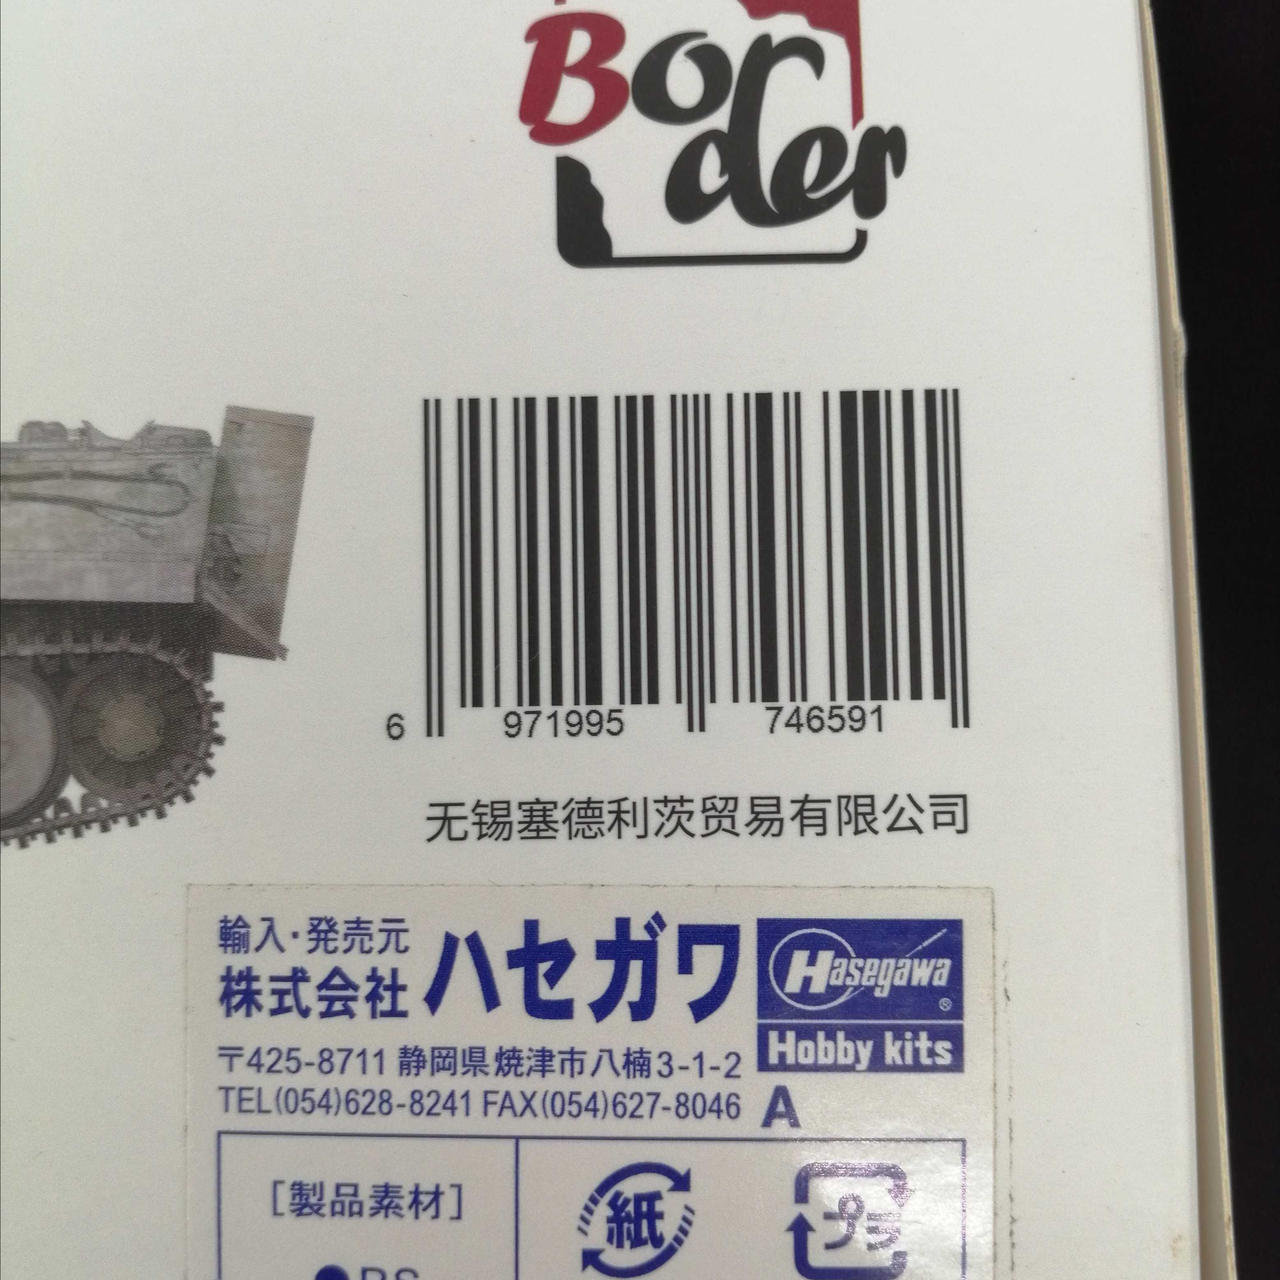 Border
6 971995 746591
无锡塞德利茨贸易有限公司
輸入・発売元
株式会社 ハセガワ
Hasegawa ®
Hobby kits
〒425-8711 静岡県焼津市八楠3-1-2
TEL(054)628-8241 FAX(054)627-8046 A
[製品素材]
紙
プラ
●PS